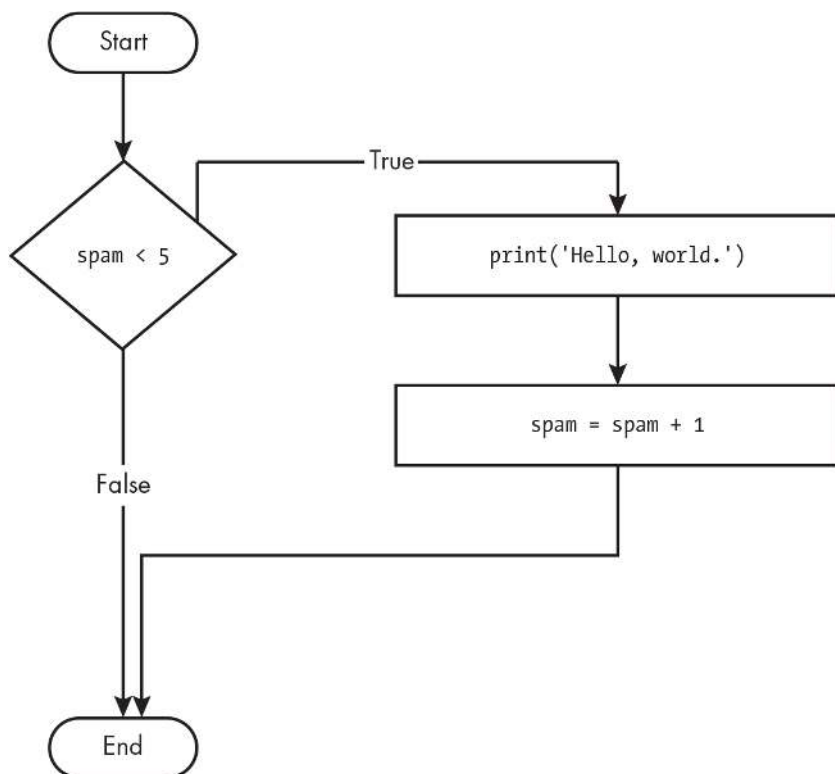 Start
True
spam < 5
print('Hello, world.')
spam = spam + 1
False
End